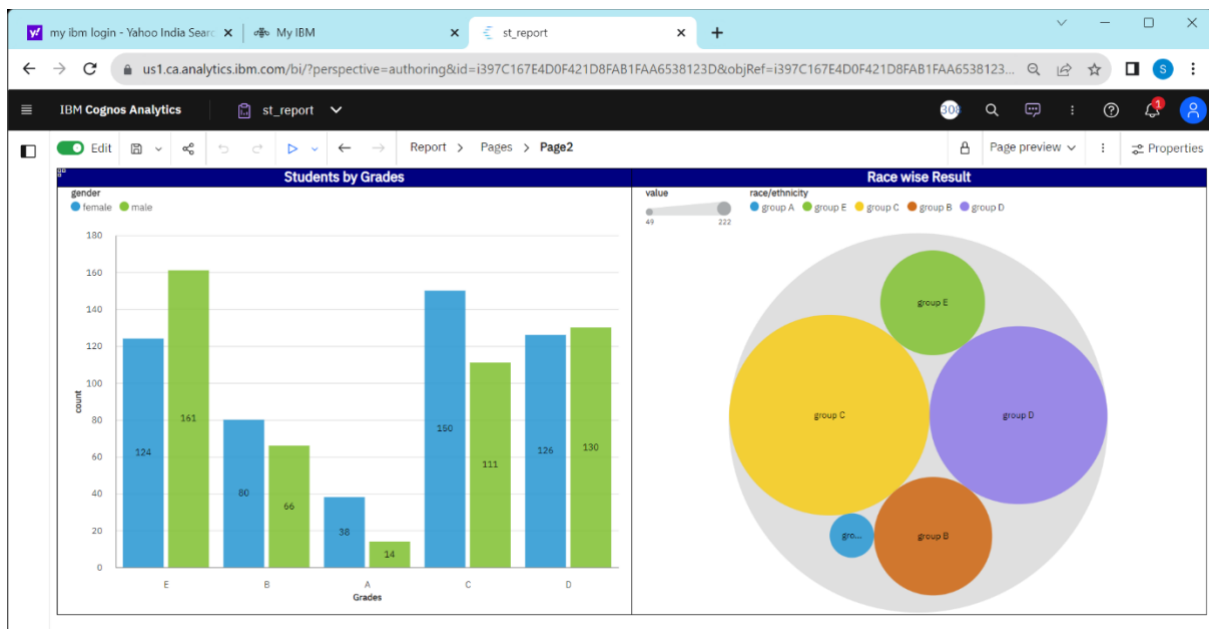 my ibm login - Yahoo India Searc
My IBM
st_report
us1.ca.analytics.ibm.com/bi/?perspective=authoring&id=i397C167E4D0F421D8FAB1FAA6538123D&objRef=i397C167E4D0F421D8FAB1FAA6538123...
S
IBM Cognos Analytics
st_report
308
1
Edit
Report > Pages > Page2
Page preview
Properties
Students by Grades
gender
female male
180
160
140
120
100
80
60
40
20
0
count
124
161
80
66
38
14
150
111
126
130
E B A C D
Grades
Race wise Result
value
49 222
race/ethnicity
group A group E group C group B group D
group E
group C
group D
gro...
group B